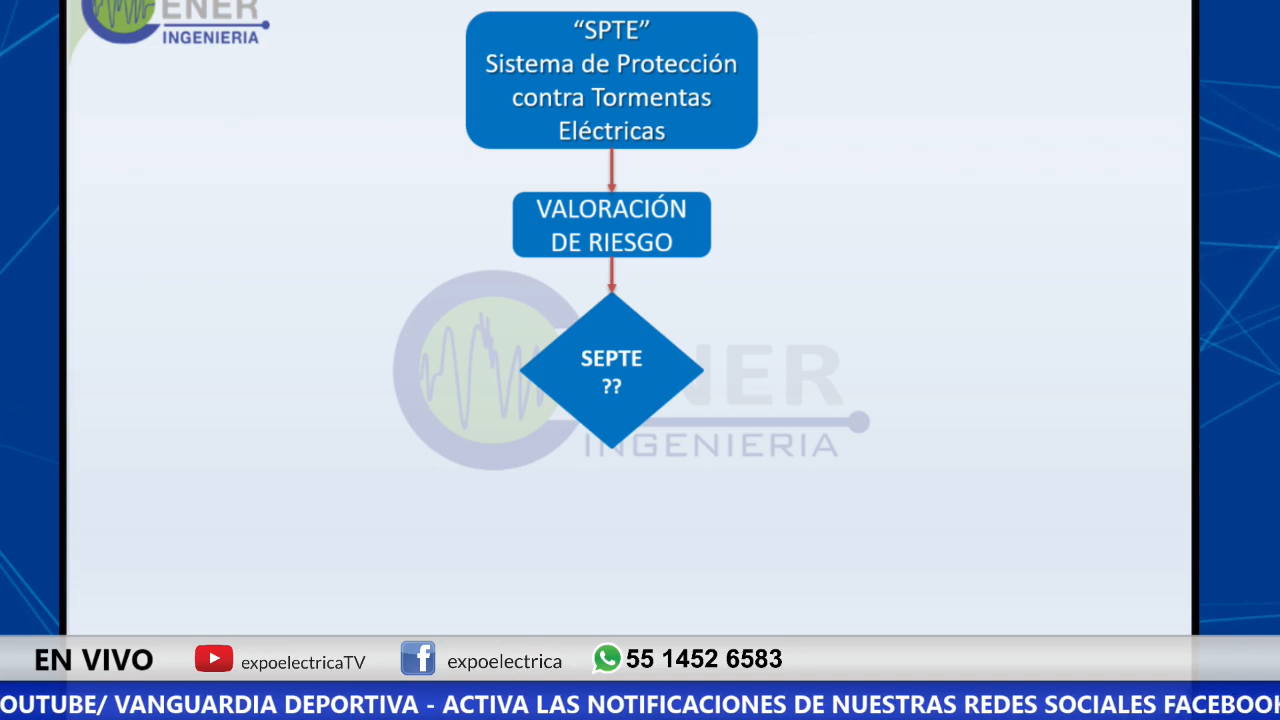 ENER
INGENIERIA
“SPTE”
Sistema de Protección
contra Tormentas
Eléctricas
VALORACIÓN
DE RIESGO
SEPTE
??
NER
INGENIERIA
EN VIVO
expoelectricaTV
expoelectrica
55 1452 6583
OUTUBE/ VANGUARDIA DEPORTIVA - ACTIVA LAS NOTIFICACIONES DE NUESTRAS REDES SOCIALES FACEBOOK